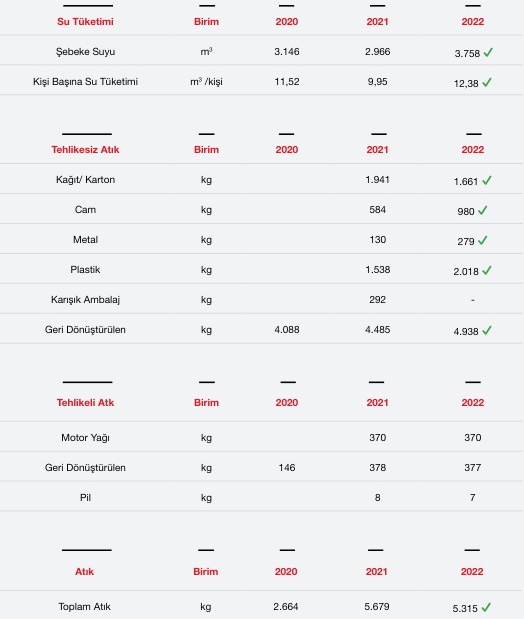 Su Tüketimi Birim 2020 2021 2022
Şebeke Suyu m³ 3.146 2.966 3.758 ✓
Kişi Başına Su Tüketimi m³ /kişi 11,52 9,95 12,38 ✓
Tehlikesiz Atık Birim 2020 2021 2022
Kağıt/ Karton kg 1.941 1.661 ✓
Cam kg 584 980 ✓
Metal kg 130 279 ✓
Plastik kg 1.538 2.018 ✓
Karışık Ambalaj kg 292 -
Geri Dönüştürülen kg 4.088 4.485 4.938 ✓
Tehlikeli Atk Birim 2020 2021 2022
Motor Yağı kg 370 370
Geri Dönüştürülen kg 146 378 377
Pil kg 8 7
Atık Birim 2020 2021 2022
Toplam Atık kg 2.664 5.679 5.315 ✓